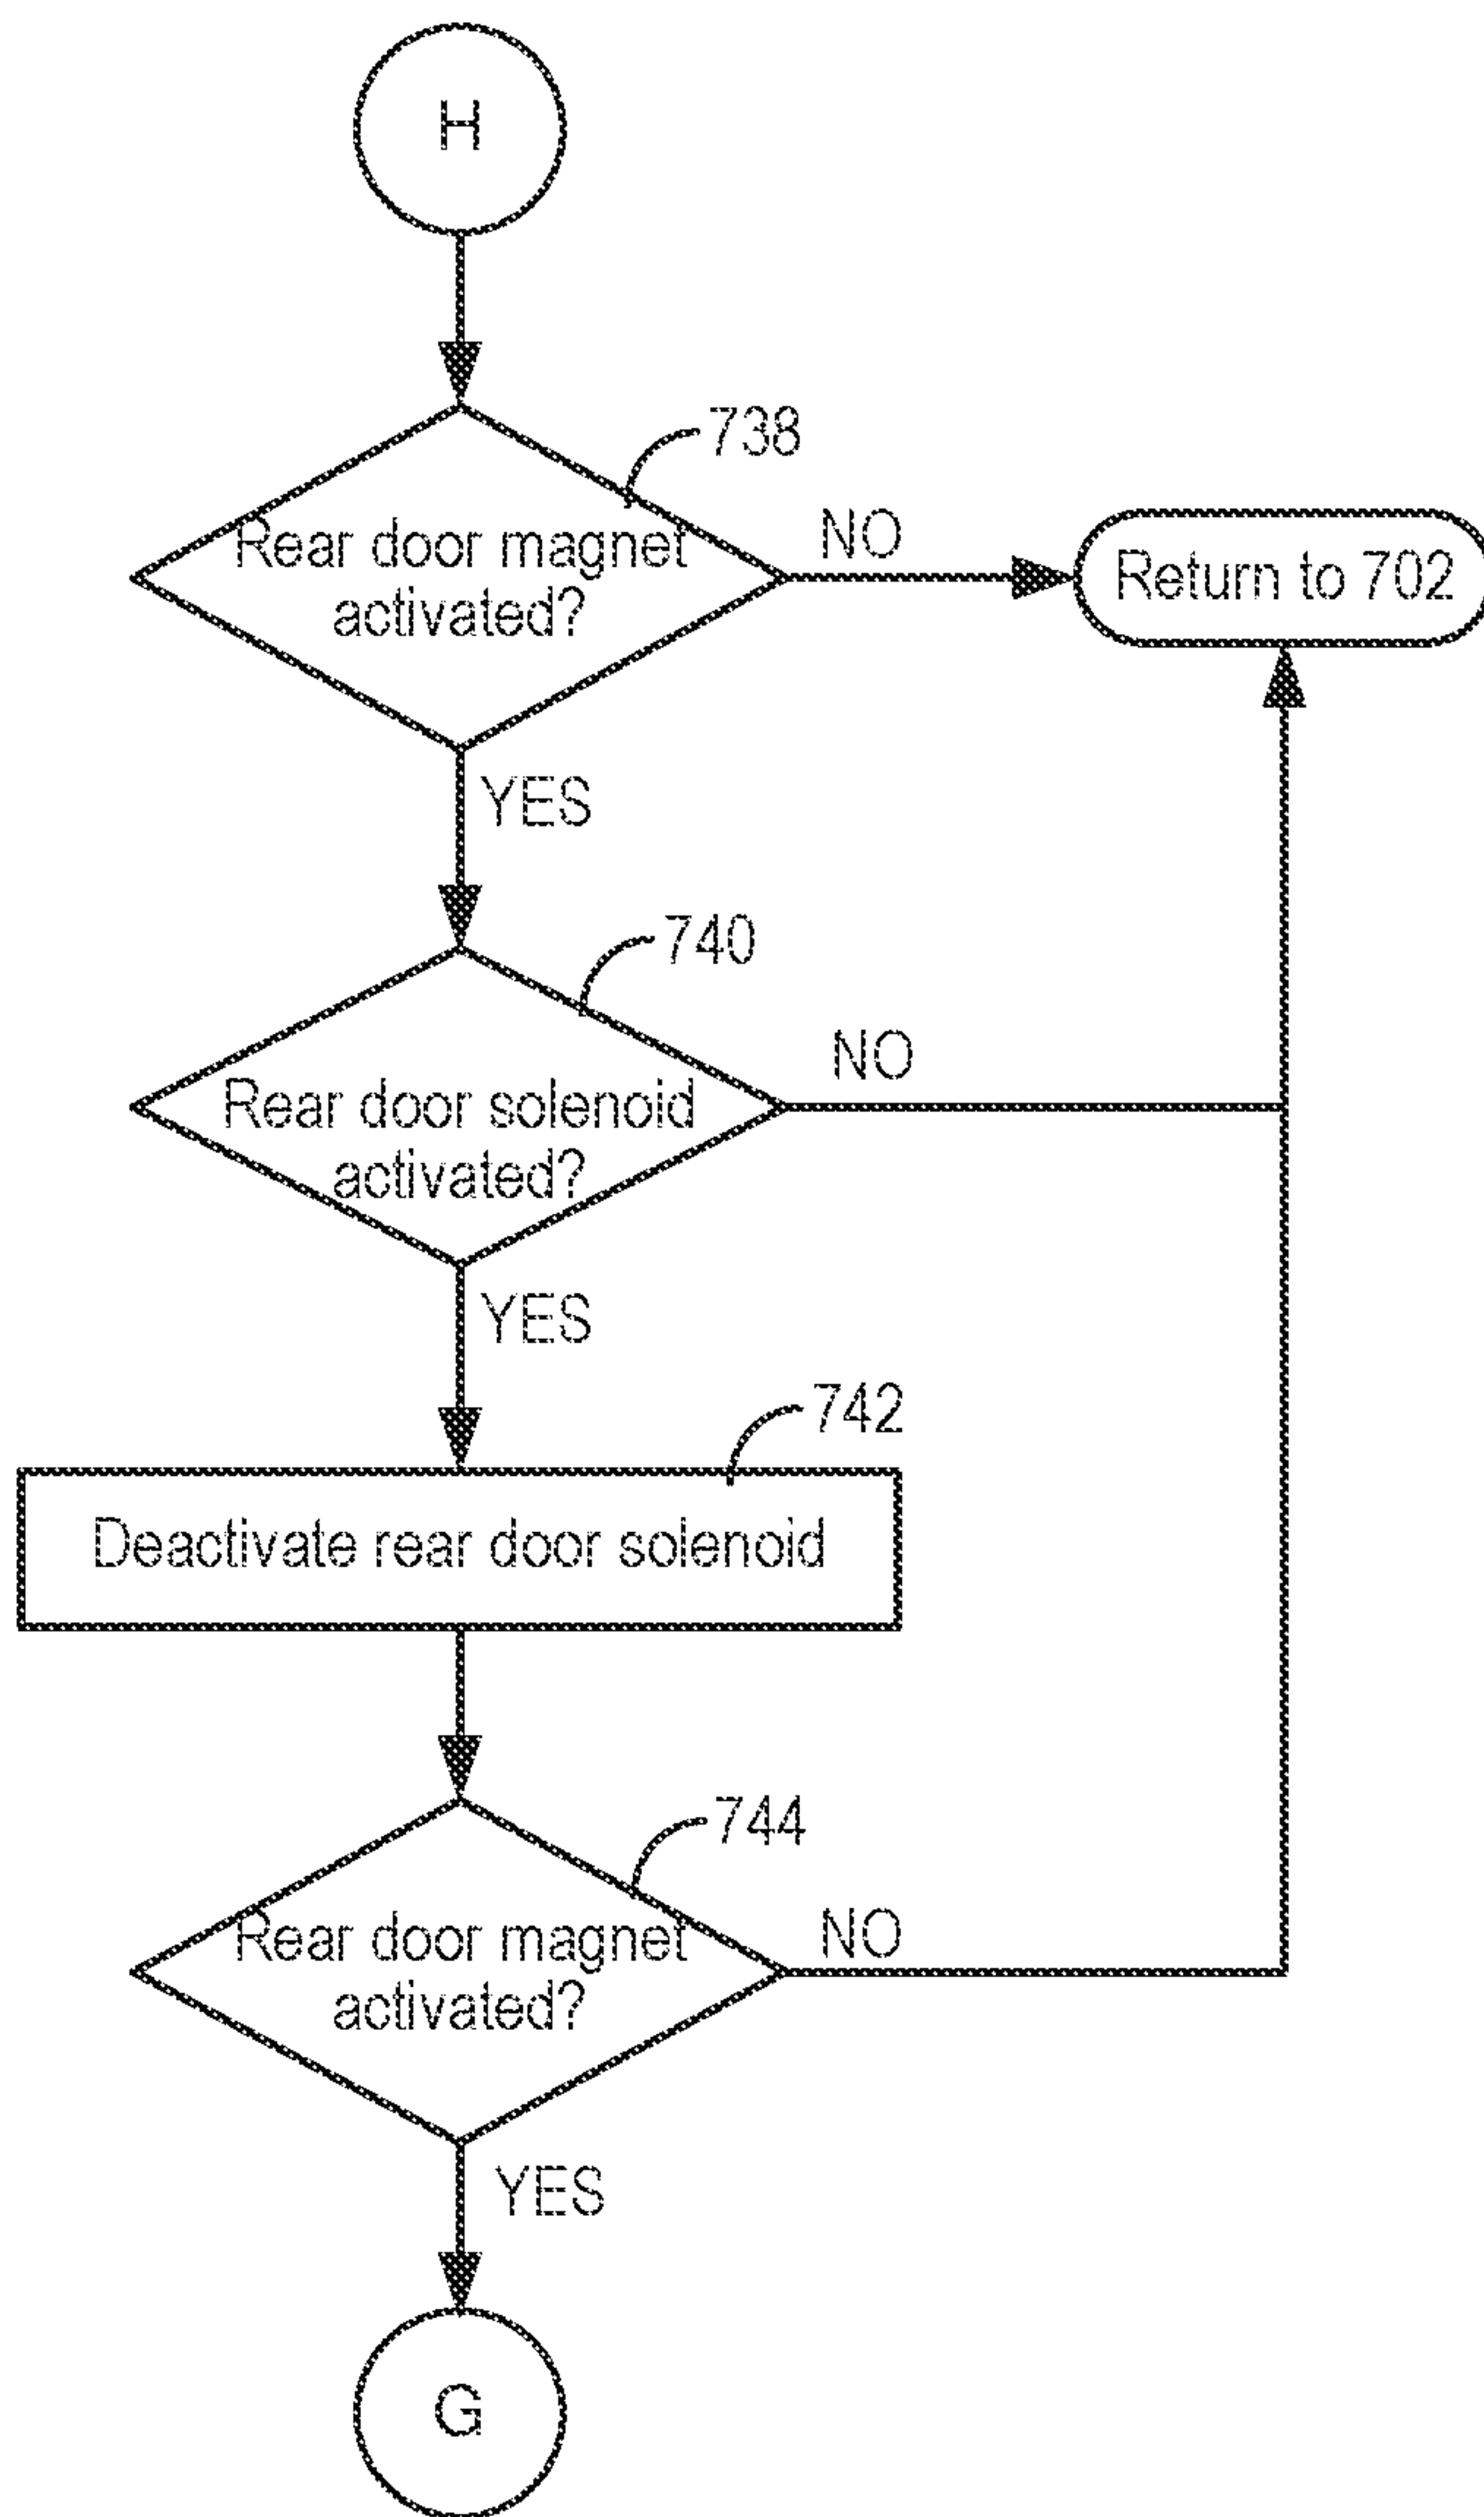 H
738
Rear door magnet
activated?
NO
Return to 702
YES
740
Rear door solenoid
activated?
NO
YES
742
Deactivate rear door solenoid
744
Rear door magnet
activated?
NO
YES
G